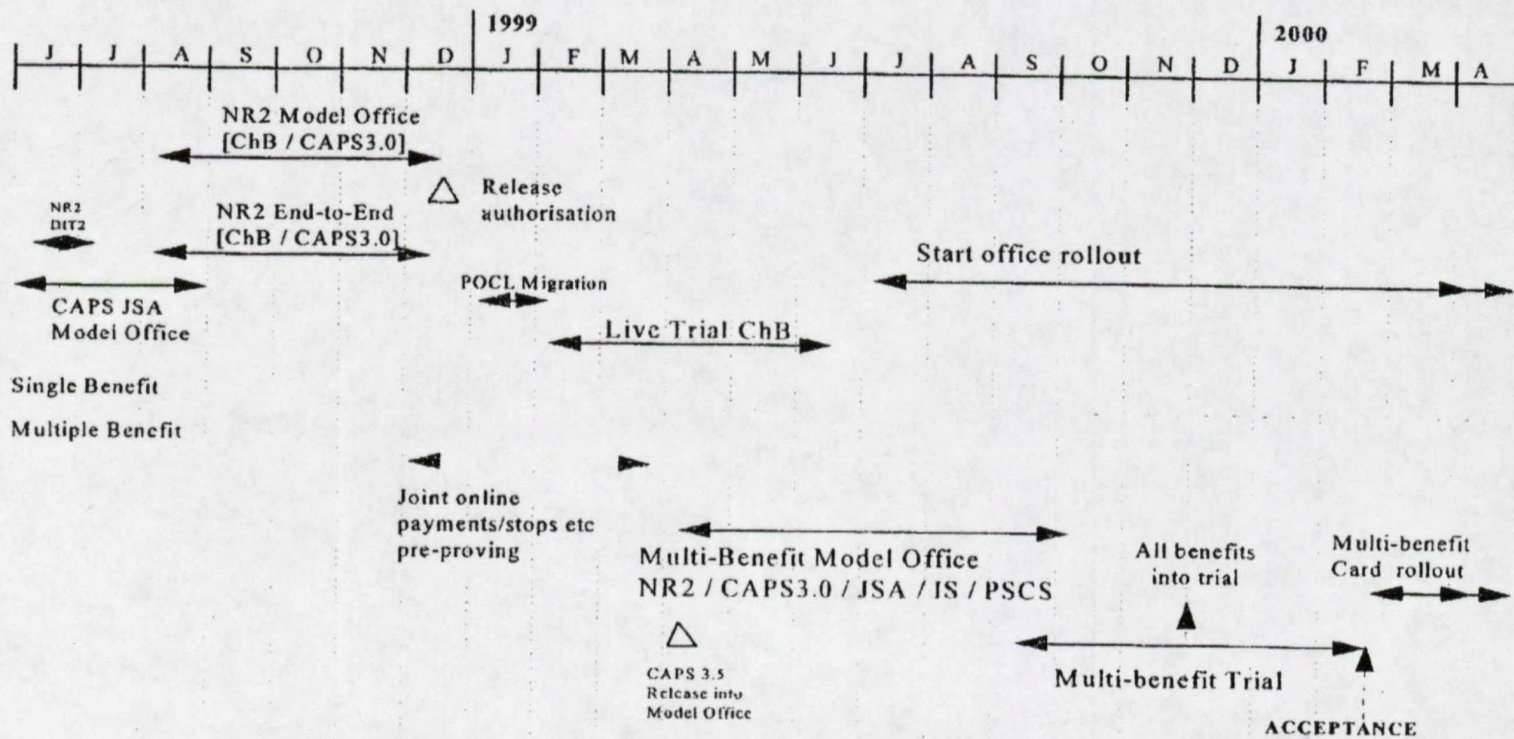 1999
2000
J J A S O N D J F M A M J J A S O N D J F M A
NR2 Model Office
[ChB / CAPS3.0]
Release
authorisation
NR2
DIT2
NR2 End-to-End
[ChB / CAPS3.0]
Start office rollout
POCL Migration
CAPS JSA
Model Office
Live Trial ChB
Single Benefit
Multiple Benefit
Joint online
payments/stops etc
pre-proving
Multi-Benefit Model Office
NR2 / CAPS3.0 / JSA / IS / PSCS
All benefits
into trial
Multi-benefit
Card rollout
CAPS 3.5
Release into
Model Office
Multi-benefit Trial
ACCEPTANCE